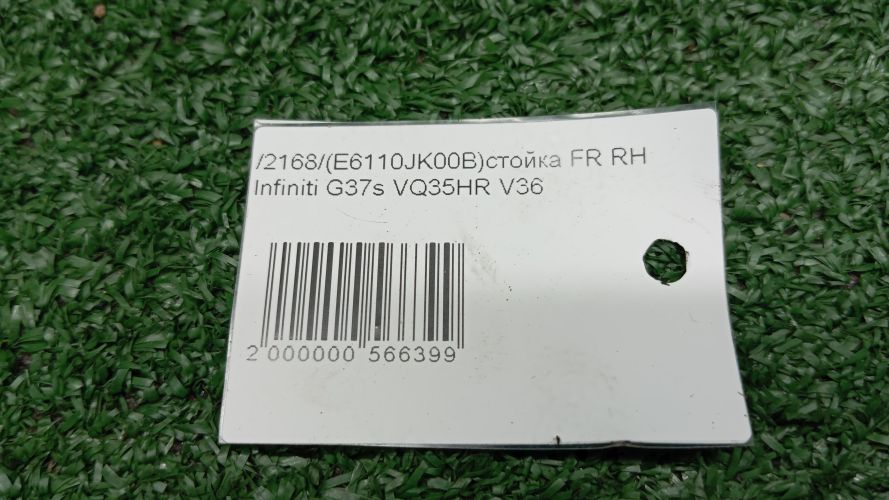 /2168/(E6110JK00B)стойка FR RH
Infiniti G37s VQ35HR V36
2 000000 566399